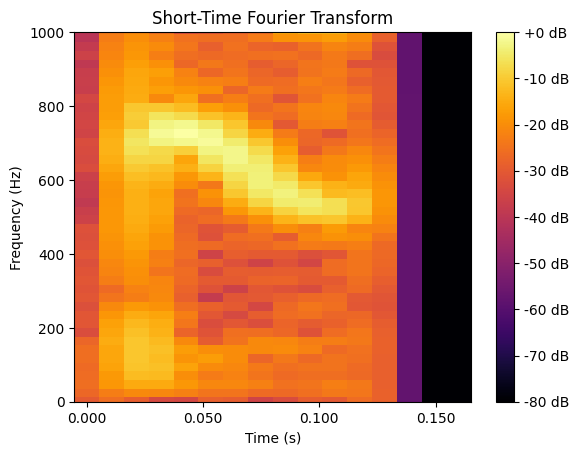 Short-Time Fourier Transform
1000
800
600
400
200
0
Frequency (Hz)
0.000
0.050
0.100
0.150
Time (s)
+0 dB
-10 dB
-20 dB
-30 dB
-40 dB
-50 dB
-60 dB
-70 dB
-80 dB